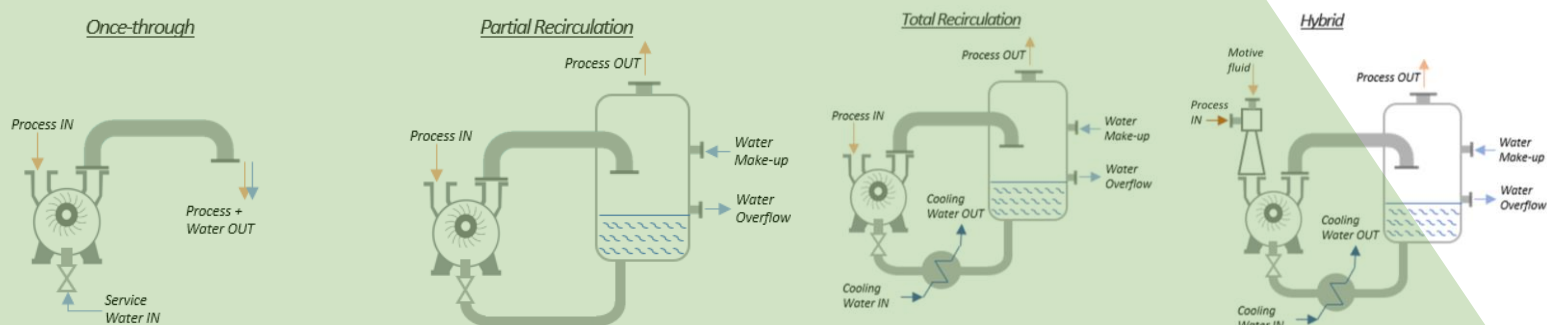 Once-through
Process IN
Process +
Water OUT
Service
Water IN
Partial Recirculation
Process OUT
Process IN
Water
Make-up
Water
Overflow
Total Recirculation
Process OUT
Process IN
Water
Make-up
Water
Overflow
Cooling
Water OUT
Cooling
Water IN
Hybrid
Motive
fluid
Process OUT
Process
IN
Water
Make-up
Water
Overflow
Cooling
Water OUT
Cooling
Water IN